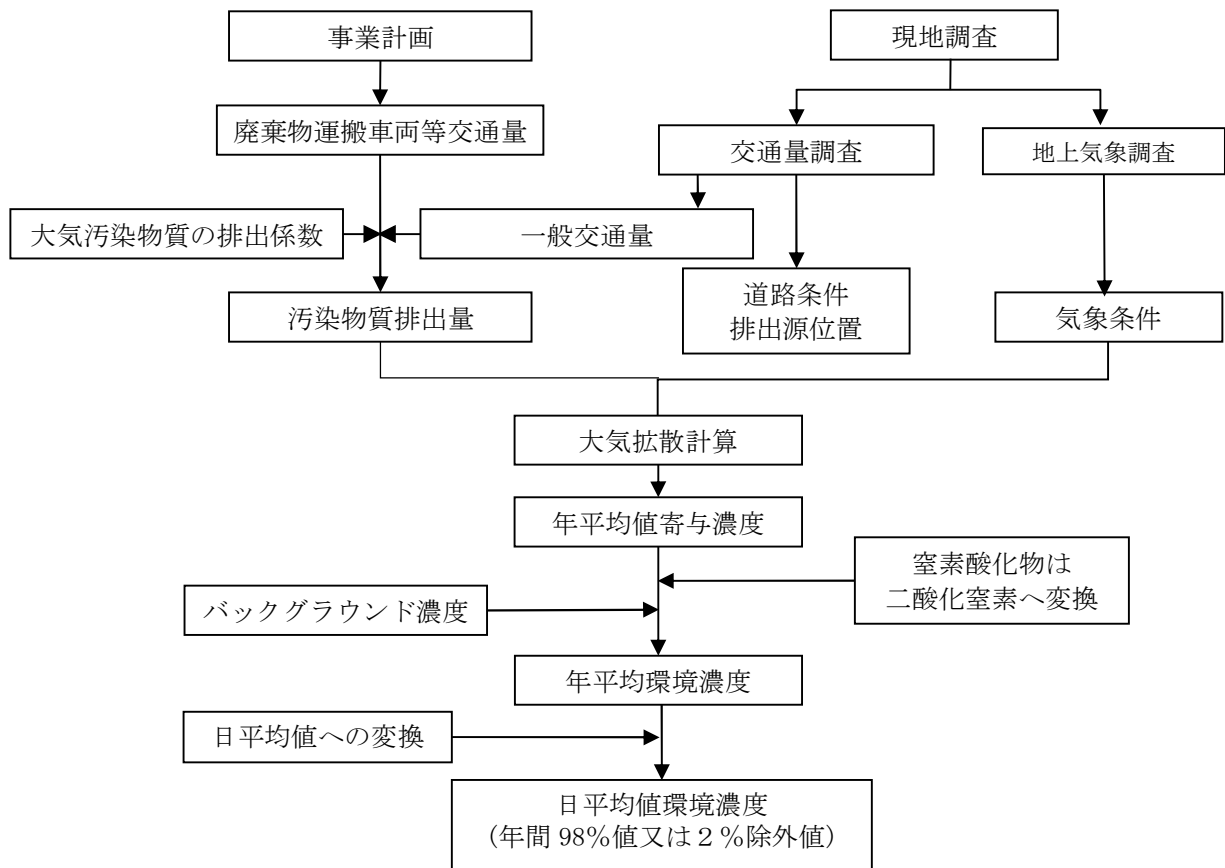 事業計画
現地調査
廃棄物運搬車両等交通量
交通量調査
地上気象調査
大気汚染物質の排出係数
一般交通量
道路条件
排出源位置
汚染物質排出量
気象条件
大気拡散計算
年平均値寄与濃度
窒素酸化物は
二酸化窒素へ変換
バックグラウンド濃度
年平均環境濃度
日平均値への変換
日平均値環境濃度
(年間 98%値又は2%除外値)